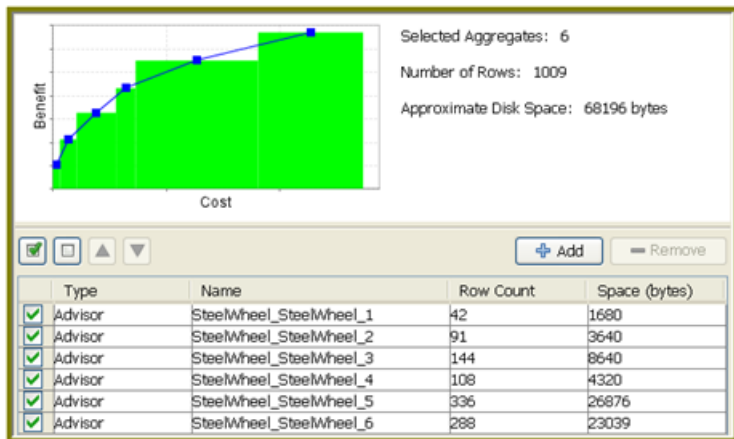 Benefit
Cost
Selected Aggregates: 6
Number of Rows: 1009
Approximate Disk Space: 68196 bytes
Add
Remove
Type Name Row Count Space (bytes)
Advisor SteelWheel_SteelWheel_1 42 1680
Advisor SteelWheel_SteelWheel_2 91 3640
Advisor SteelWheel_SteelWheel_3 144 8640
Advisor SteelWheel_SteelWheel_4 108 4320
Advisor SteelWheel_SteelWheel_5 336 26876
Advisor SteelWheel_SteelWheel_6 288 23039